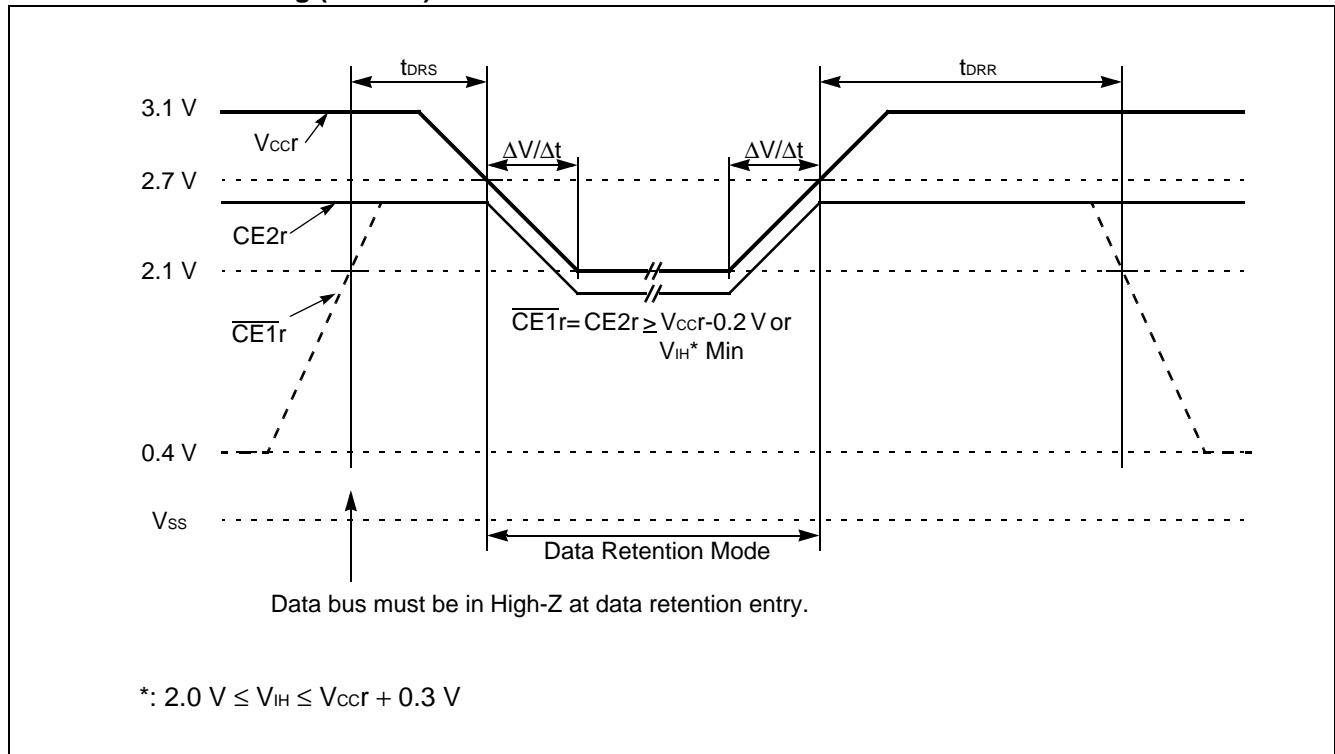 tDRS
tDRR
3.1 V
VCCr
ΔV/Δt
ΔV/Δt
2.7 V
CE2r
2.1 V
CE1r
CE1r= CE2r ≥ VCCr-0.2 V or
VIH* Min
0.4 V
VSS
Data Retention Mode
Data bus must be in High-Z at data retention entry.
*: 2.0 V ≤ VIH ≤ VCCr + 0.3 V